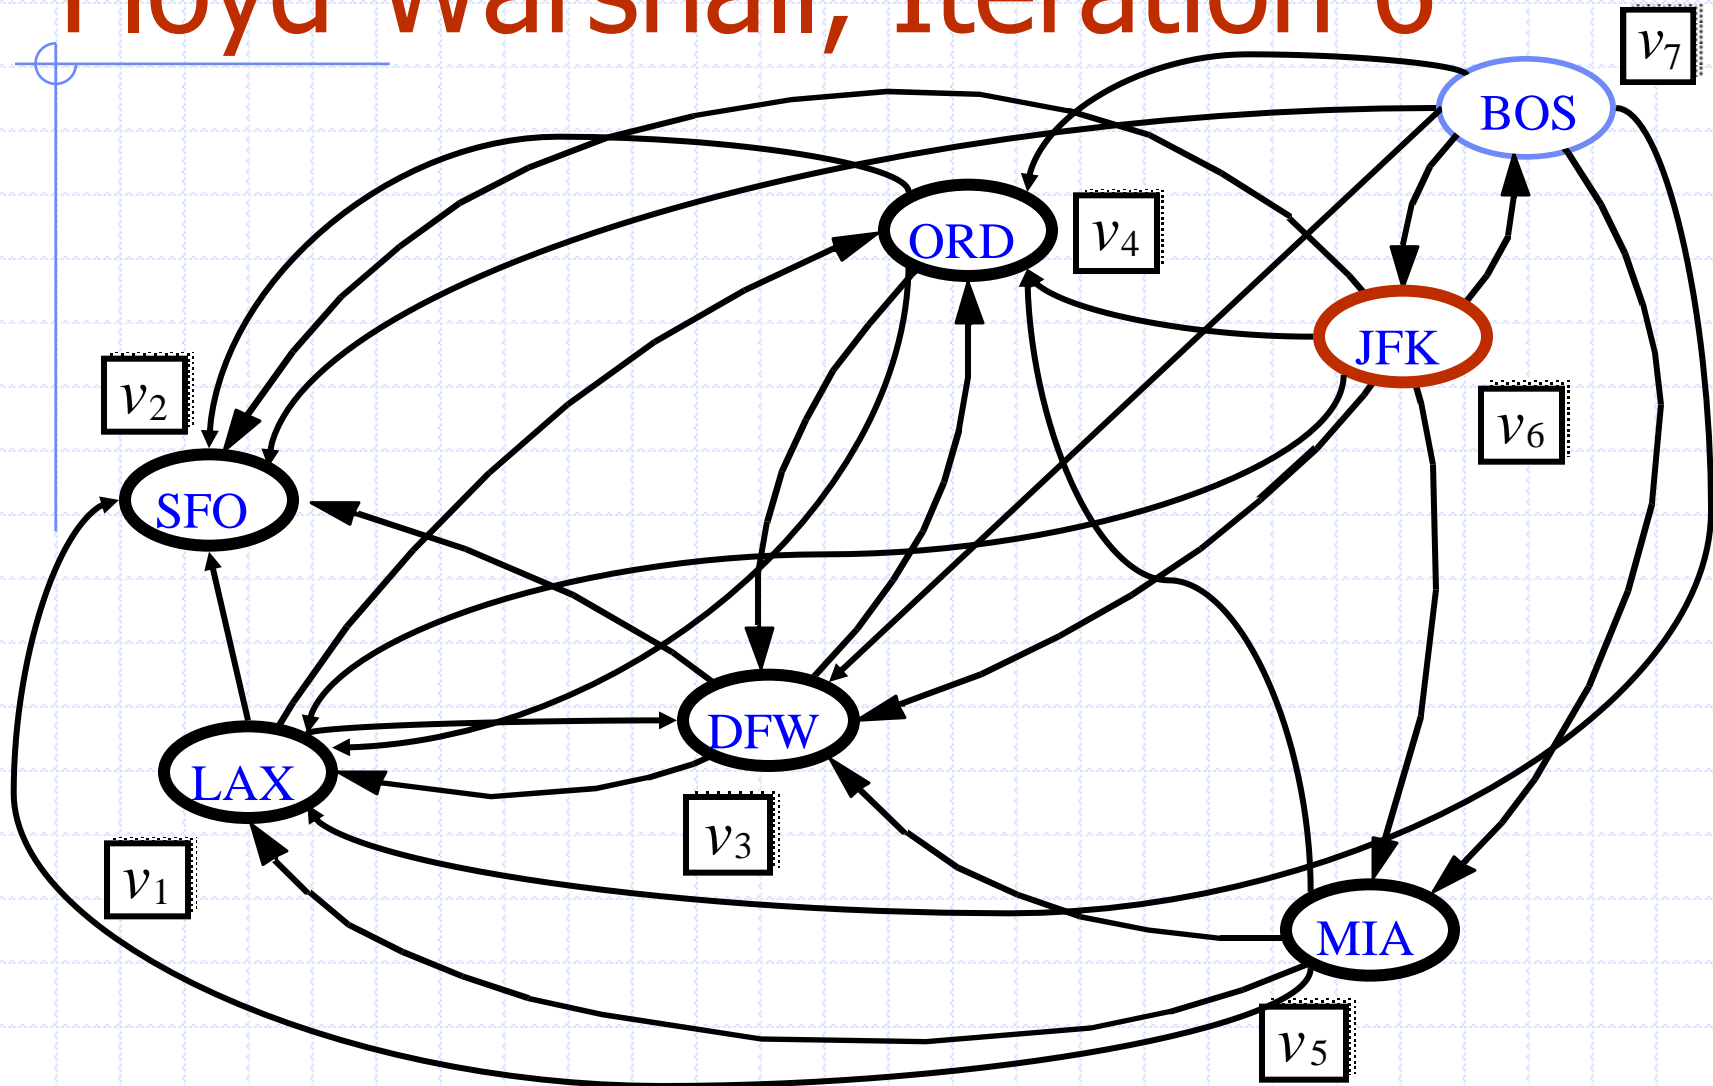 Floyd Warshall, Iteration 6
v7
BOS
ORD
v4
JFK
v2
v6
SFO
DFW
LAX
v3
v1
MIA
v5